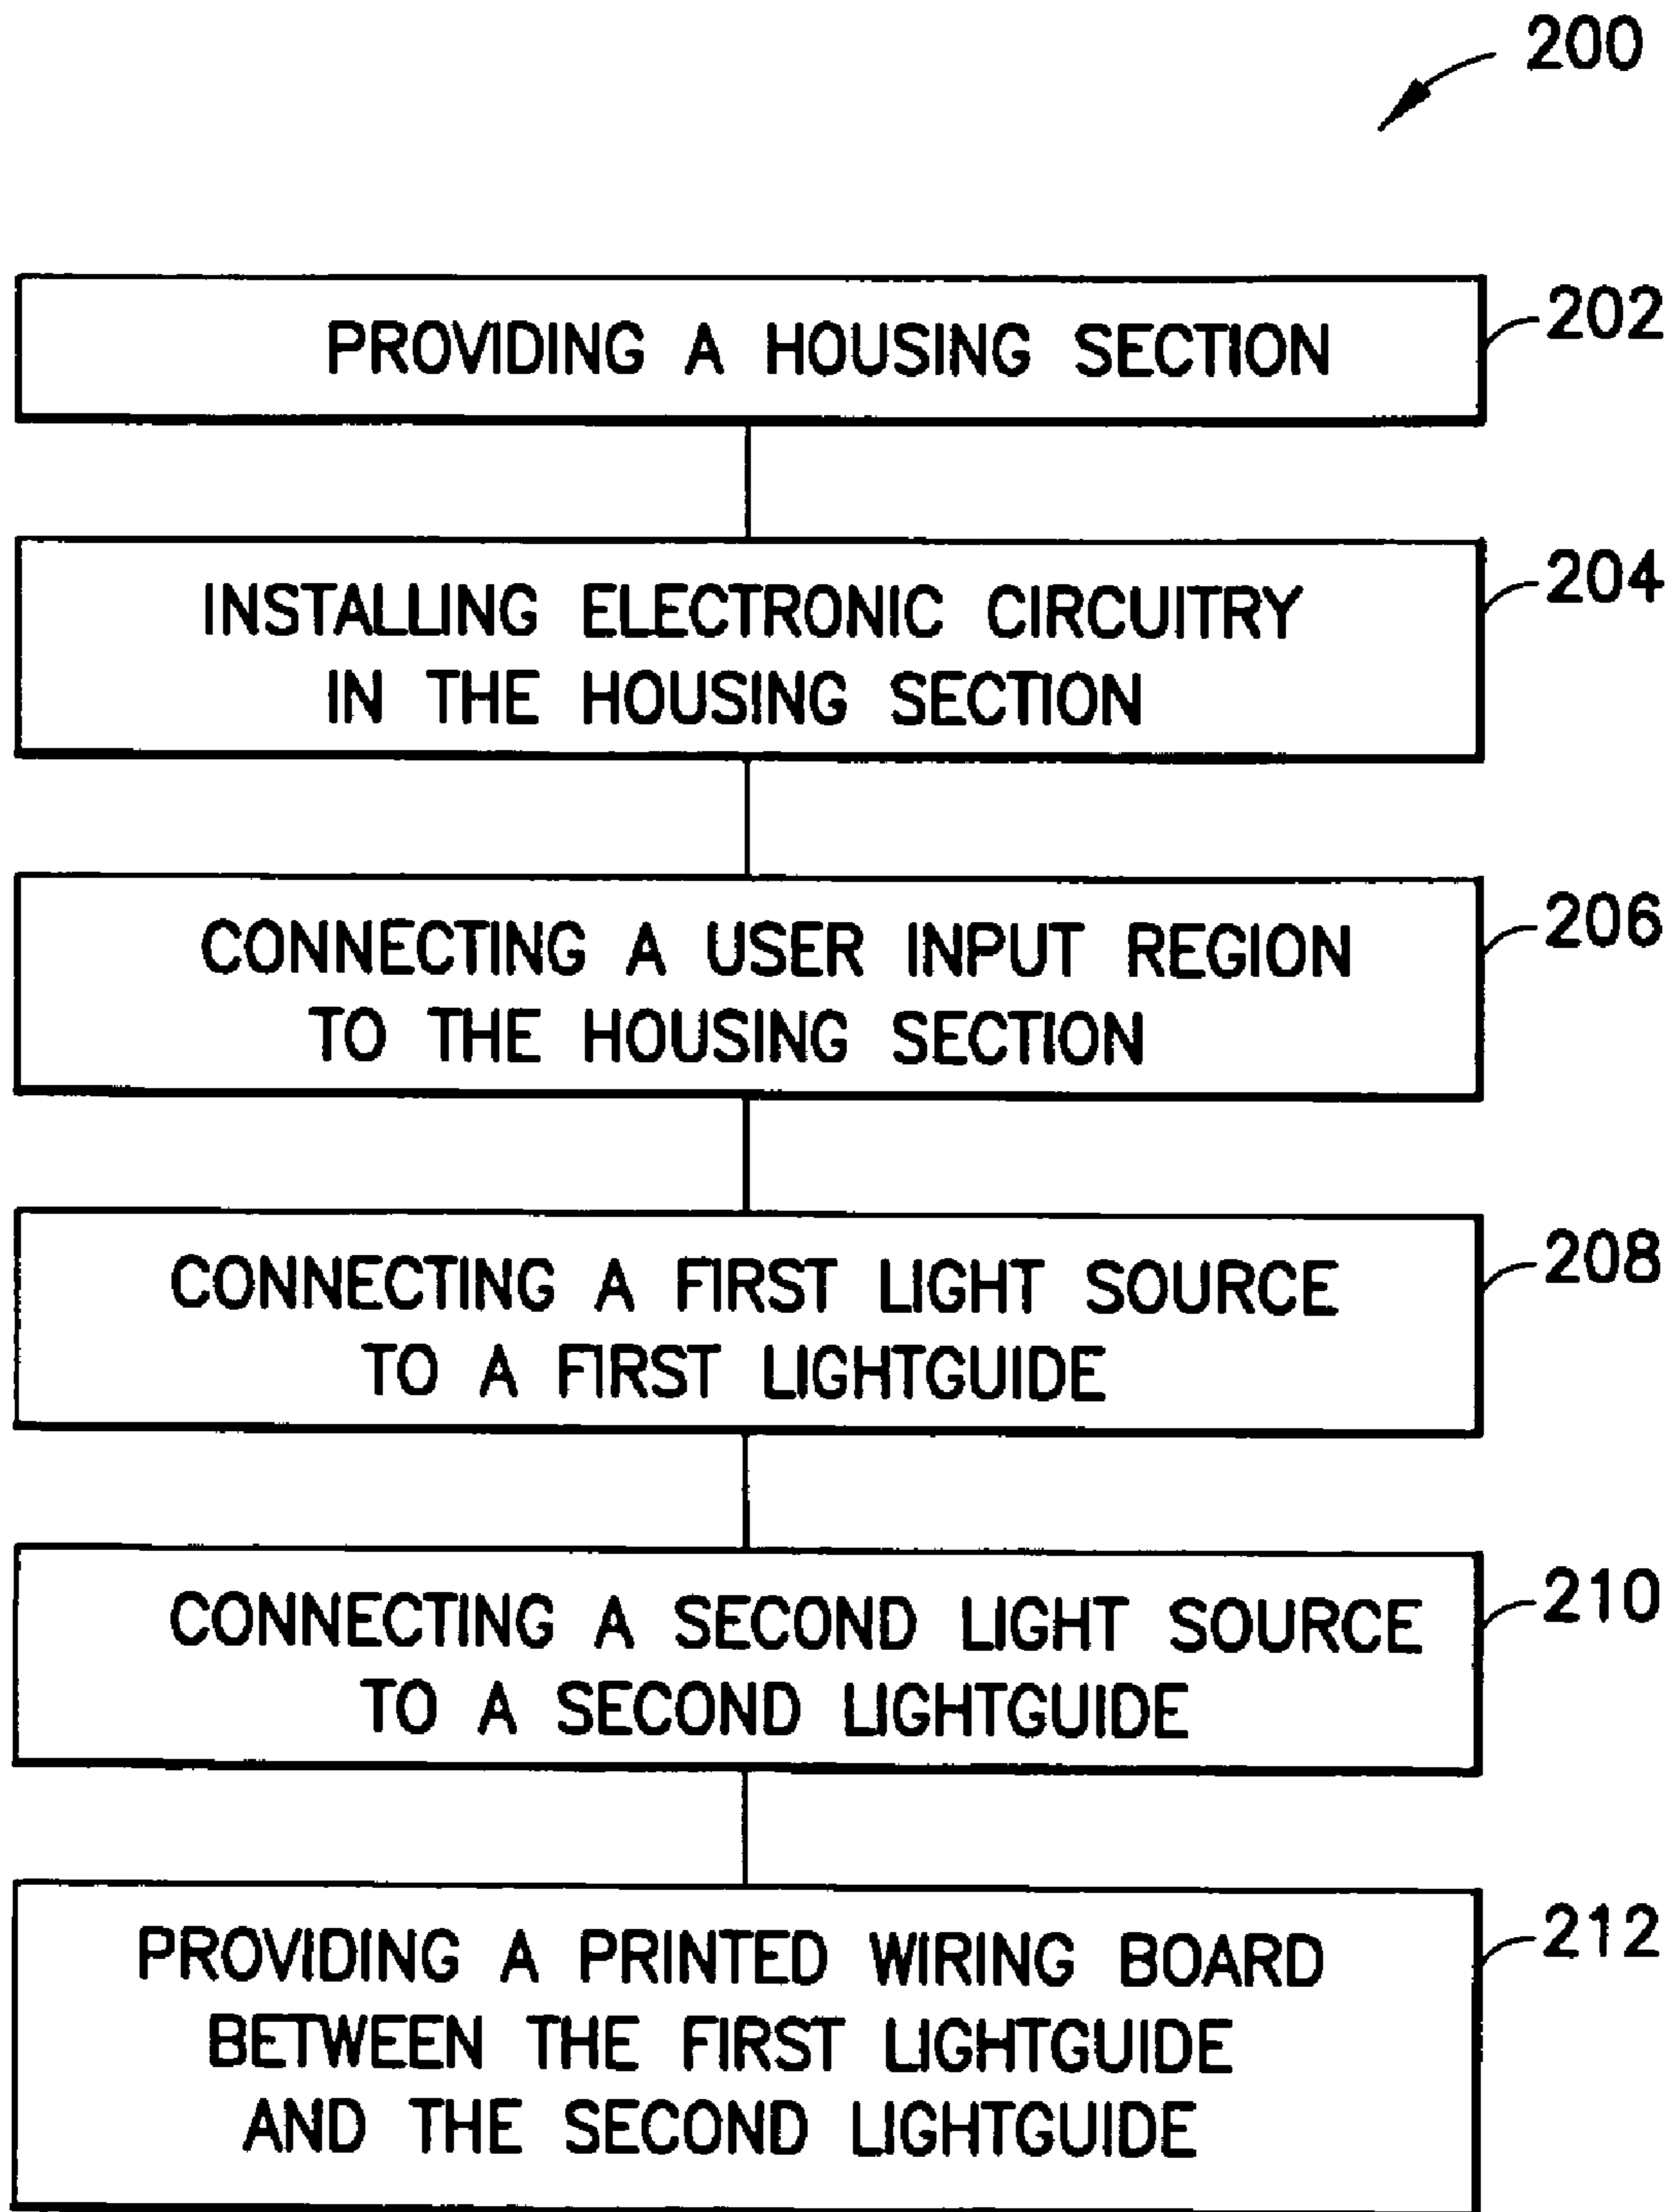 200
PROVIDING A HOUSING SECTION
202
INSTALLING ELECTRONIC CIRCUITRY
IN THE HOUSING SECTION
204
CONNECTING A USER INPUT REGION
TO THE HOUSING SECTION
206
CONNECTING A FIRST LIGHT SOURCE
TO A FIRST LIGHTGUIDE
208
CONNECTING A SECOND LIGHT SOURCE
TO A SECOND LIGHTGUIDE
210
PROVIDING A PRINTED WIRING BOARD
BETWEEN THE FIRST LIGHTGUIDE
AND THE SECOND LIGHTGUIDE
212